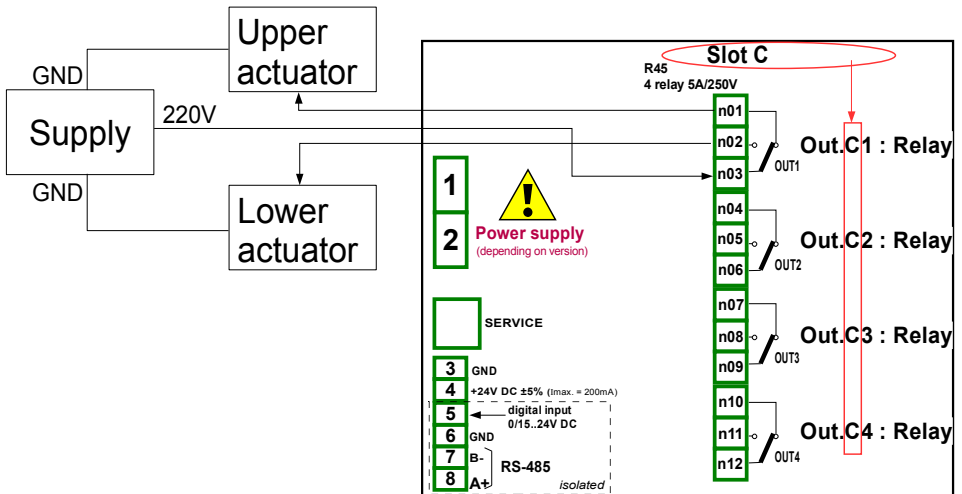 Upper
actuator
GND
Supply
220V
GND
Lower
actuator
Slot C
R45
4 relay 5A/250V
n01
n02
n03
OUT1
Out.C1 : Relay
n04
n05
n06
OUT2
Out.C2 : Relay
n07
n08
n09
OUT3
Out.C3 : Relay
n10
n11
n12
OUT4
Out.C4 : Relay
1
2
Power supply
(depending on version)
!
SERVICE
3 GND
4 +24V DC ±5% (Imax. = 200mA)
5 digital input
0/15..24V DC
6 GND
7 B-
8 A+
RS-485
isolated